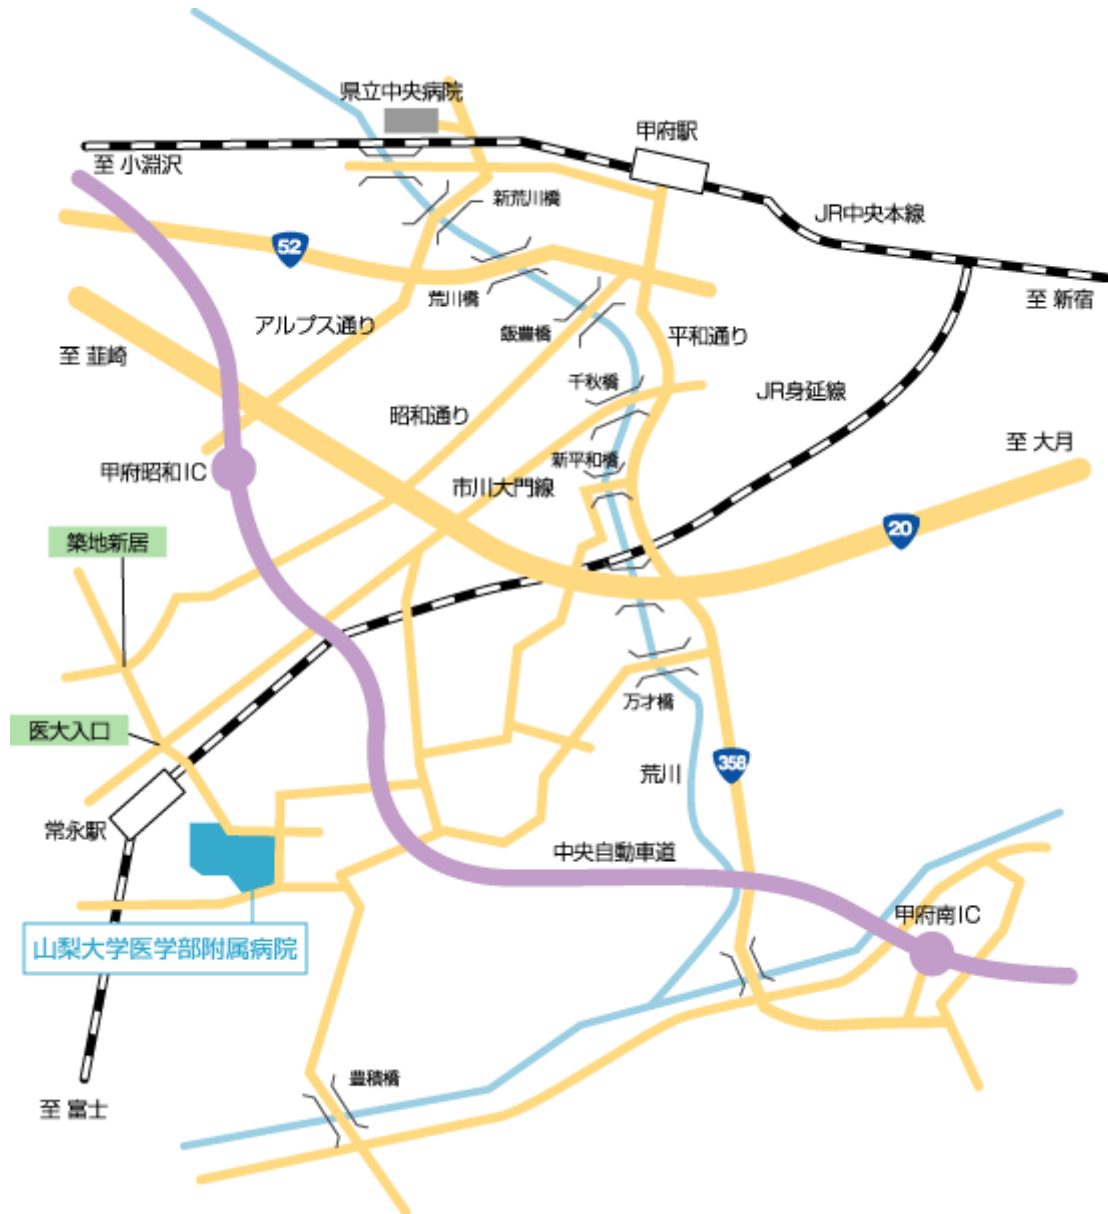 県立中央病院
甲府駅
至 小淵沢
新荒川橋
JR中央本線
52
荒川橋
至 新宿
アルプス通り
飯豊橋
平和通り
至 韮崎
千秋橋
JR身延線
昭和通り
至 大月
新平和橋
甲府昭和IC
市川大門線
20
築地新居
万才橋
医大入口
358
荒川
常永駅
中央自動車道
甲府南IC
山梨大学医学部附属病院
豊積橋
至 富士